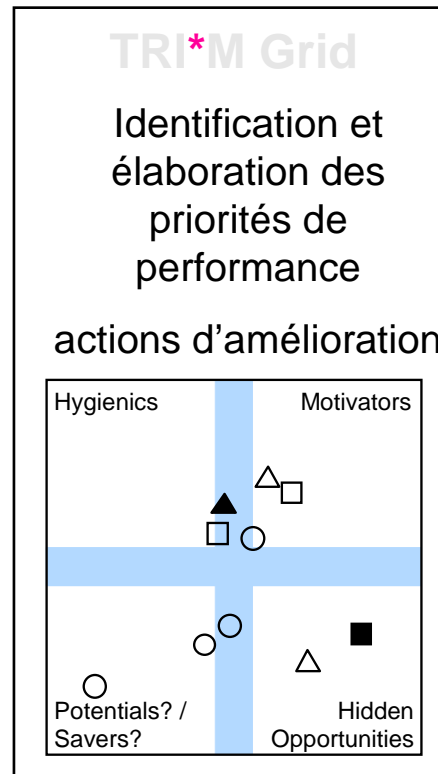 TRI*M Grid
Identification et
élaboration des
priorités de
performance
actions d’amélioration
Hygienics
Motivators
Potentials? /
Savers?
Hidden
Opportunities